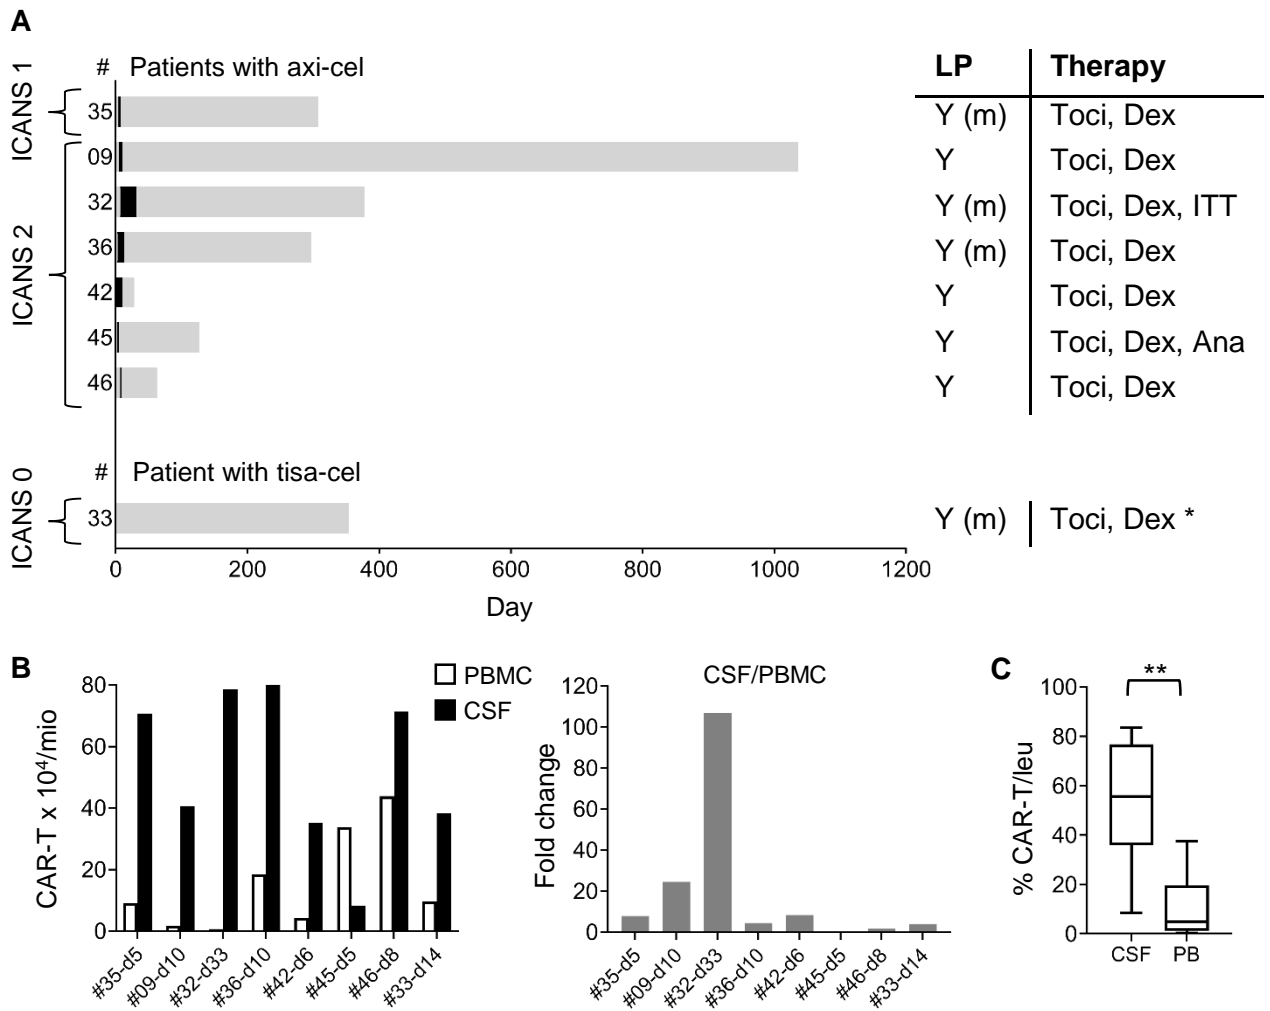 A
# Patients with axi-cel
LP Therapy
ICANS 1
35 Y (m) Toci, Dex
ICANS 2
09 Y Toci, Dex
32 Y (m) Toci, Dex, ITT
36 Y (m) Toci, Dex
42 Y Toci, Dex
45 Y Toci, Dex, Ana
46 Y Toci, Dex
# Patient with tisa-cel
ICANS 0
33 Y (m) Toci, Dex *
0 200 400 600 800 1000 1200
Day
B
PBMC
CSF
CAR-T x 10⁴/mio
80
60
40
20
0
#35-d5 #09-d10 #32-d33 #36-d10 #42-d6 #45-d5 #46-d8 #33-d14
CSF/PBMC
Fold change
120
100
80
60
40
20
0
#35-d5 #09-d10 #32-d33 #36-d10 #42-d6 #45-d5 #46-d8 #33-d14
C
**
% CAR-T/leu
100
80
60
40
20
0
CSF PB